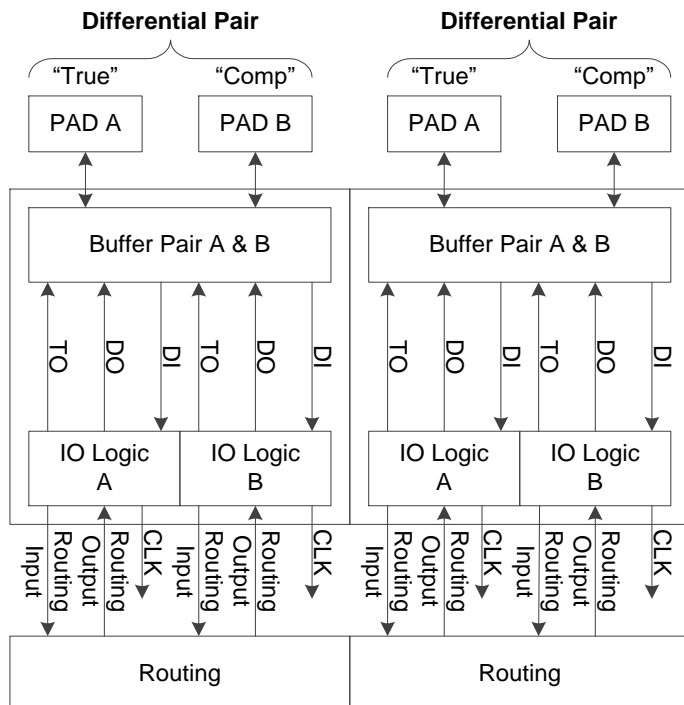 Differential Pair Differential Pair
“True” “Comp” “True” “Comp”
PAD A PAD B PAD A PAD B
Buffer Pair A & B Buffer Pair A & B
TO DO DI TO DO DI TO DO DI TO DO DI
IO Logic IO Logic IO Logic IO Logic
A B A B
Routing Input Routing Output CLK Routing Input Routing Output CLK Routing Input Routing Output CLK Routing Input Routing Output CLK
Routing Routing